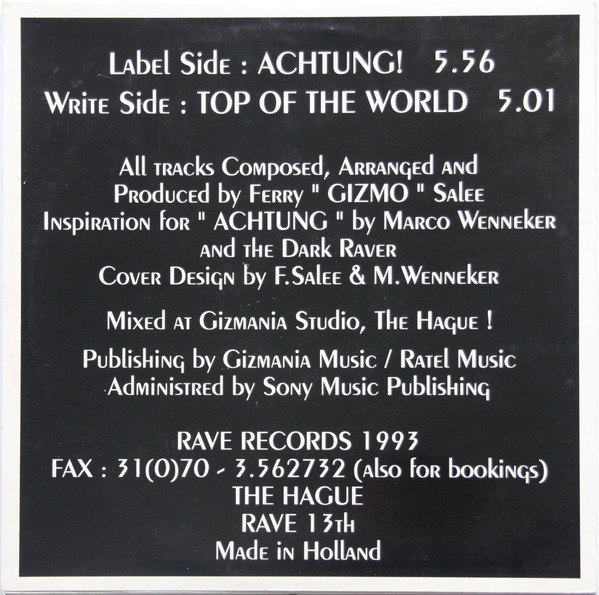 Label Side : ACHTUNG! 5.56
Write Side : TOP OF THE WORLD 5.01
All tracks Composed, Arranged and
Produced by Ferry " GIZMO " Salee
Inspiration for " ACHTUNG " by Marco Wenneker
and the Dark Raver
Cover Design by F.Salee & M.Wenneker
Mixed at Gizmania Studio, The Hague !
Publishing by Gizmania Music / Ratel Music
Administred by Sony Music Publishing
RAVE RECORDS 1993
FAX : 31(0)70 - 3.562732 (also for bookings)
THE HAGUE
RAVE 13th
Made in Holland